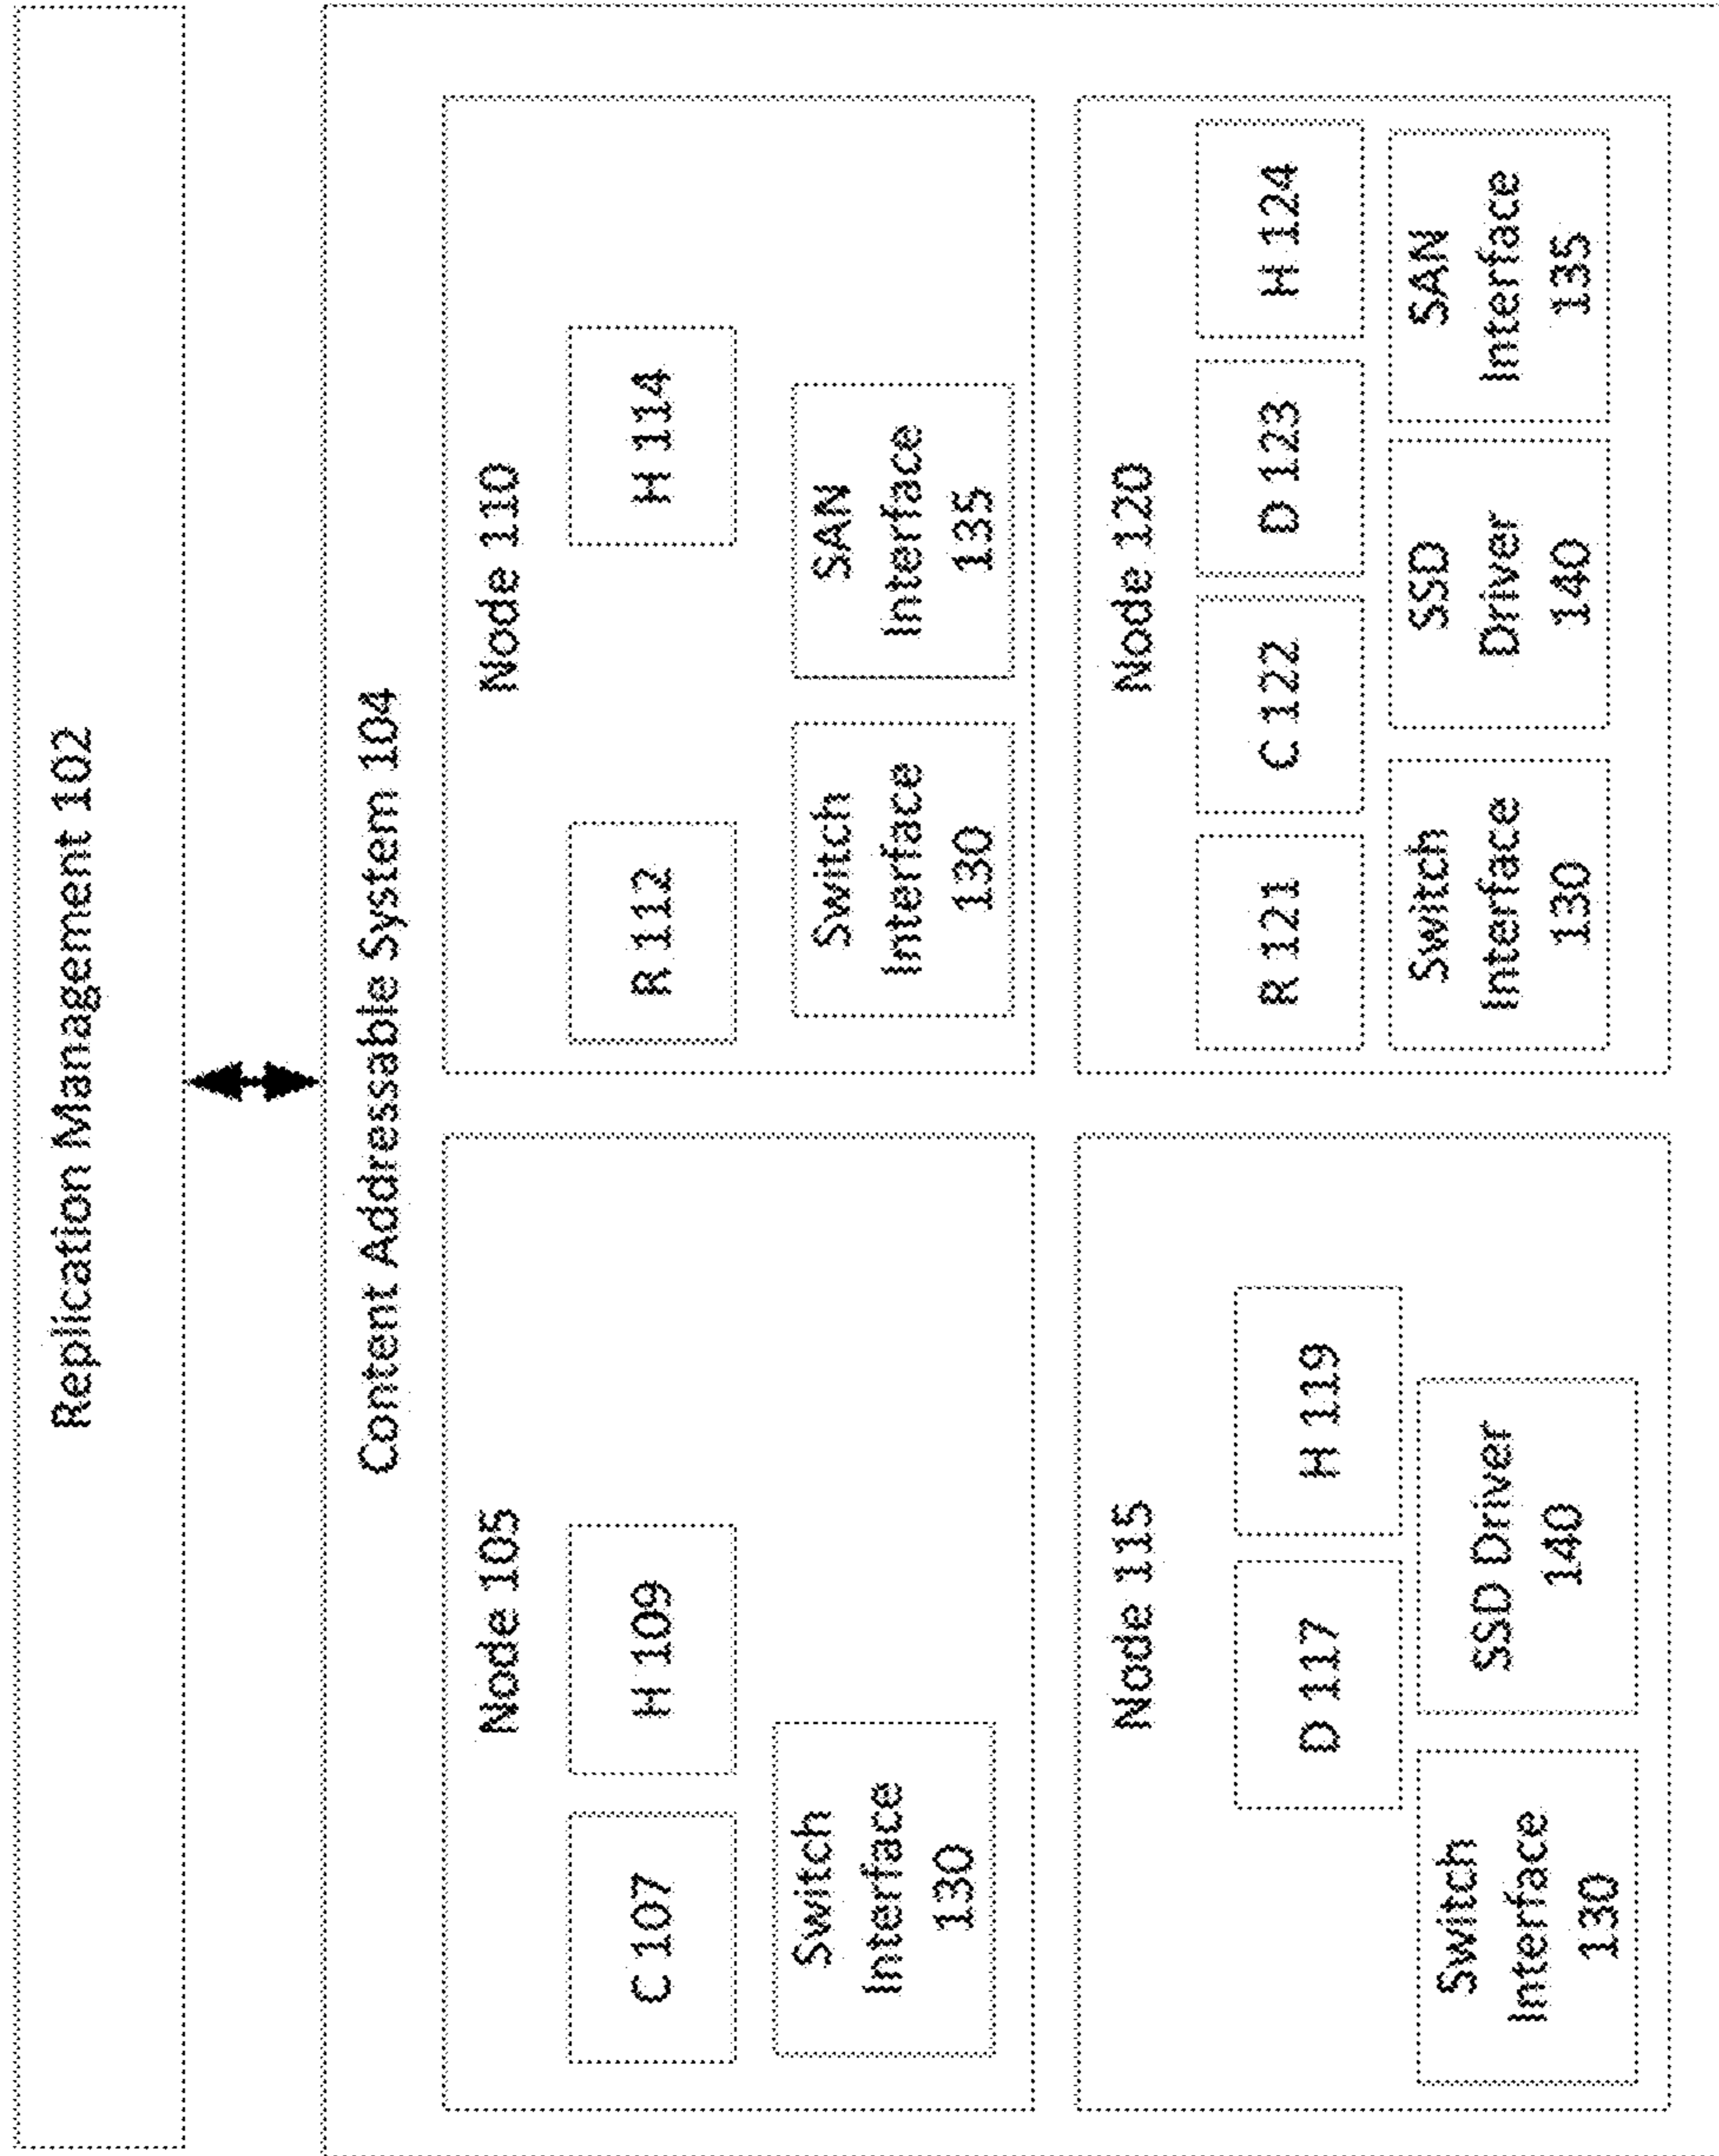 Replication Management 102
Content Addressable System 104
Node 105
C 107
H 109
Switch
Interface
130
Node 110
R 112
H 114
Switch
Interface
130
SAN
Interface
135
Node 115
D 117
H 119
Switch
Interface
130
SSD Driver
140
Node 120
R 121
C 122
D 123
H 124
Switch
Interface
130
SSD
Driver
140
SAN
Interface
135